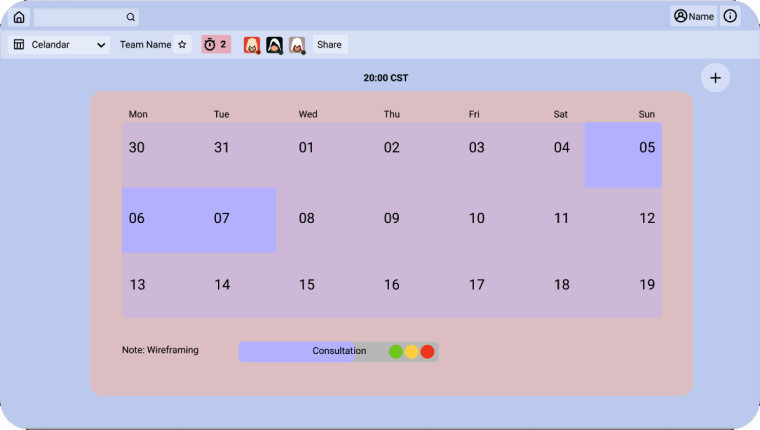 Name
Celandar
Team Name
2
Share
20:00 CST
Mon Tue Wed Thu Fri Sat Sun
30 31 01 02 03 04 05
06 07 08 09 10 11 12
13 14 15 16 17 18 19
Note: Wireframing
Consultation